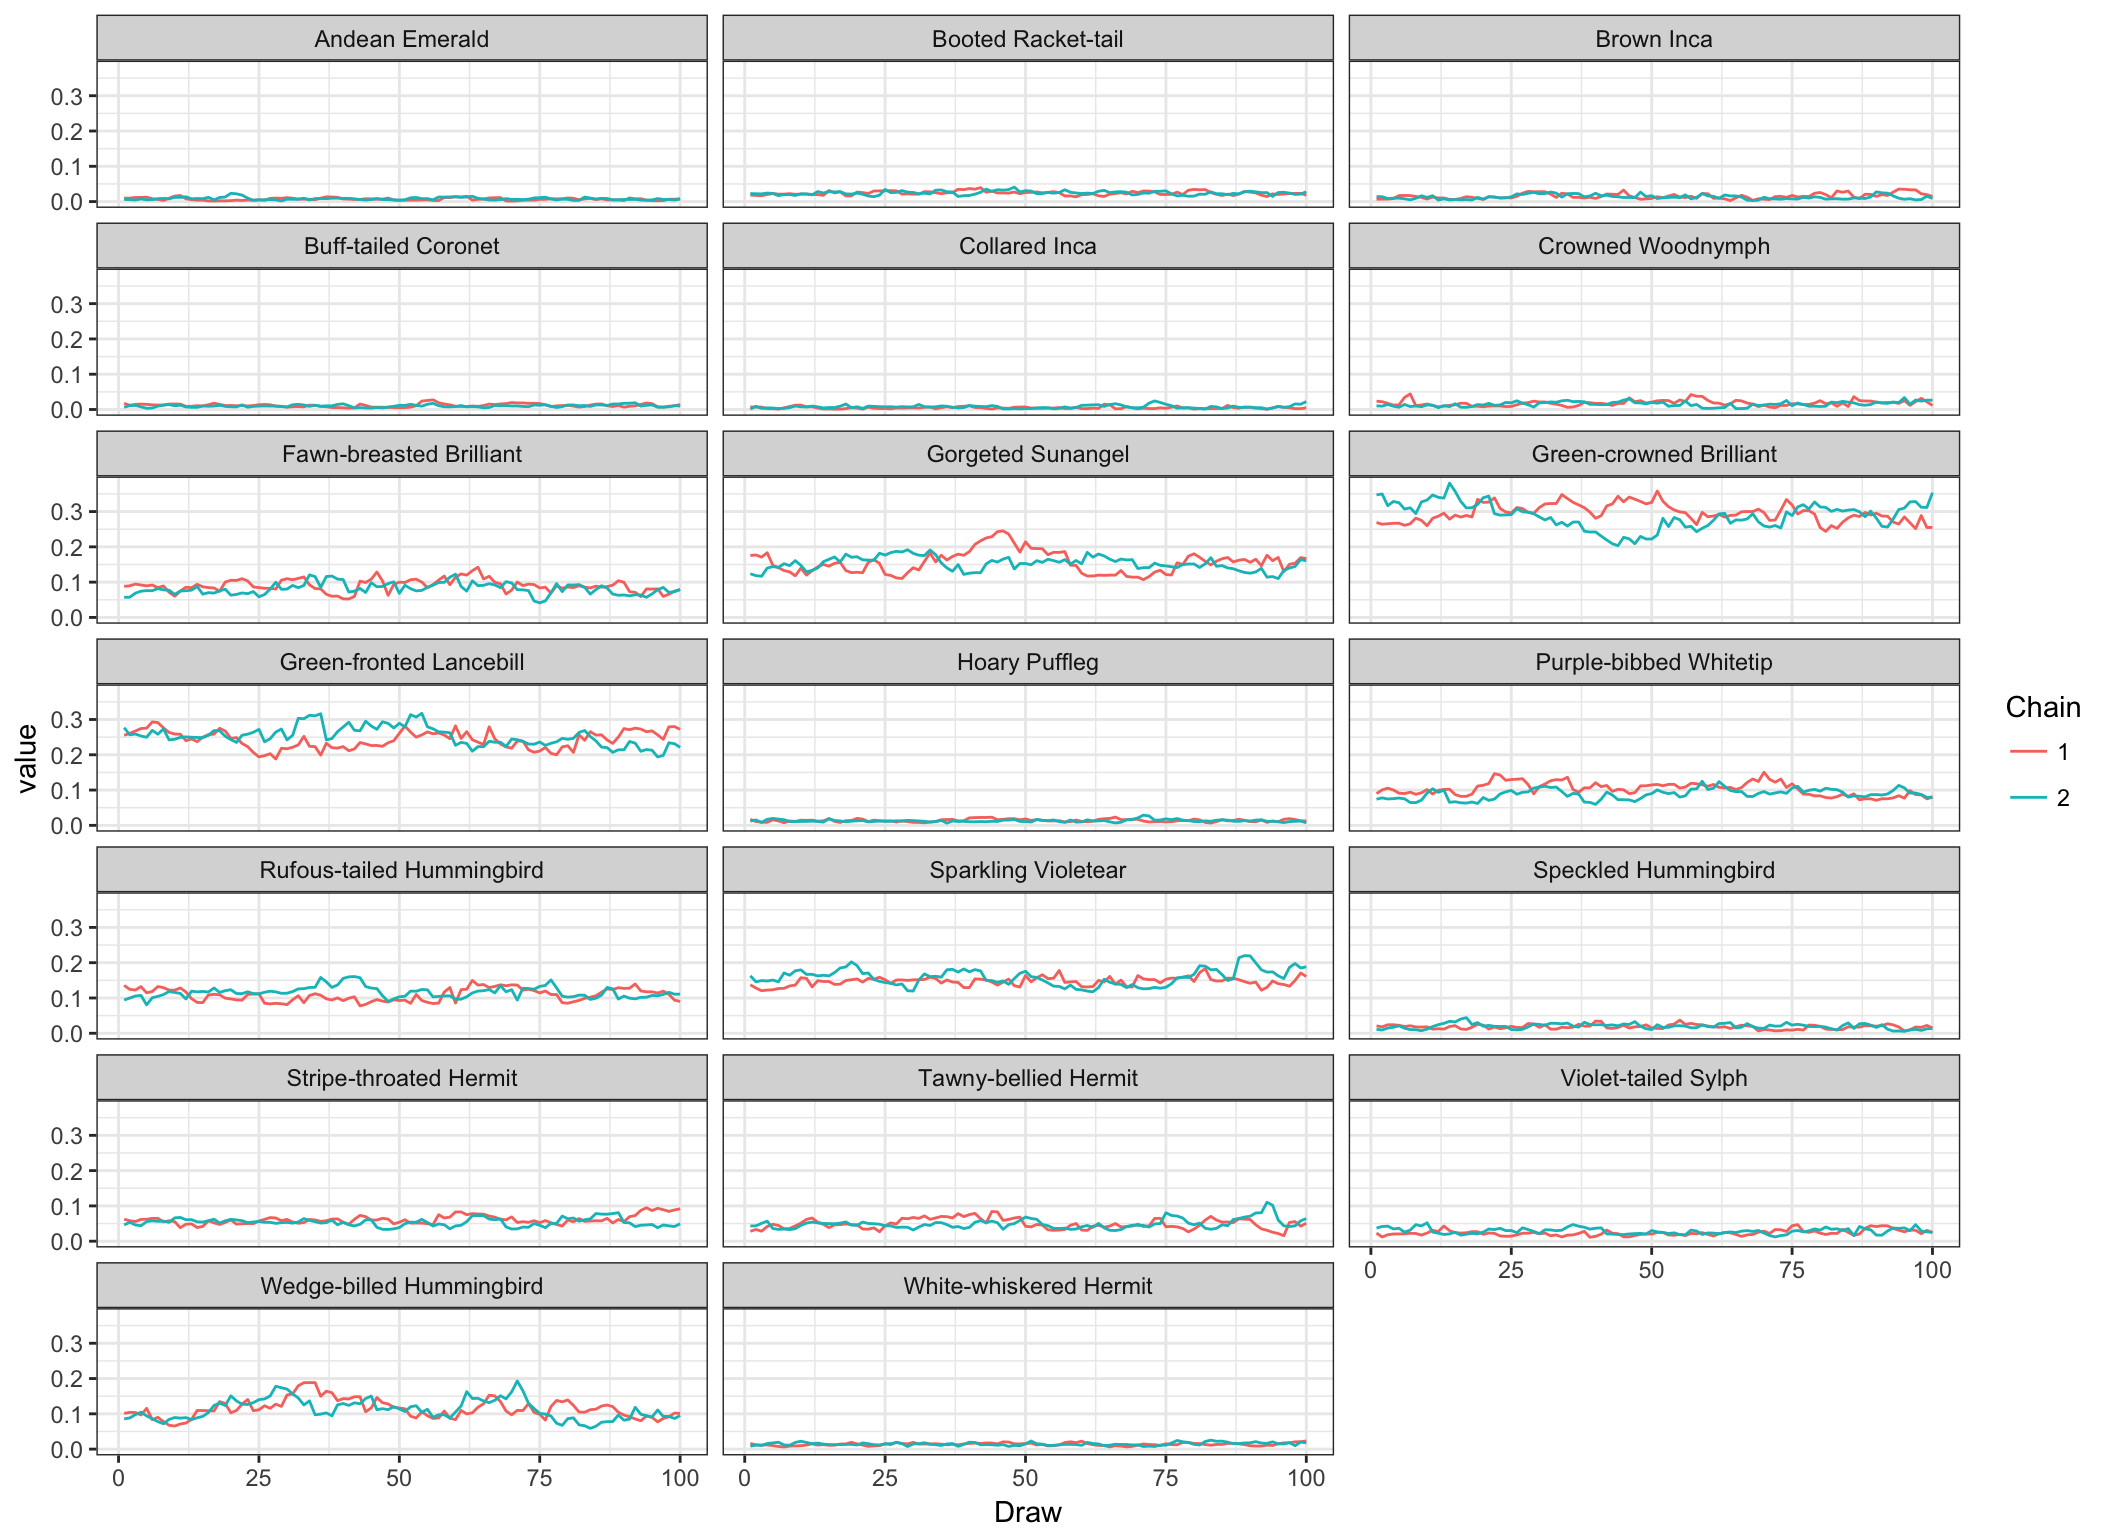 Andean Emerald Booted Racket-tail Brown Inca
0.3
0.2
0.1
0.0
Buff-tailed Coronet Collared Inca Crowned Woodnymph
0.3
0.2
0.1
0.0
Fawn-breasted Brilliant Gorgeted Sunangel Green-crowned Brilliant
0.3
0.2
0.1
0.0
Green-fronted Lancebill Hoary Puffleg Purple-bibbed Whitetip
0.3
0.2
0.1
0.0
value
Chain
1
2
Rufous-tailed Hummingbird Sparkling Violetear Speckled Hummingbird
0.3
0.2
0.1
0.0
Stripe-throated Hermit Tawny-bellied Hermit Violet-tailed Sylph
0.3
0.2
0.1
0.0
0 25 50 75 100
Wedge-billed Hummingbird White-whiskered Hermit
0.3
0.2
0.1
0.0
0 25 50 75 100 0 25 50 75 100
Draw